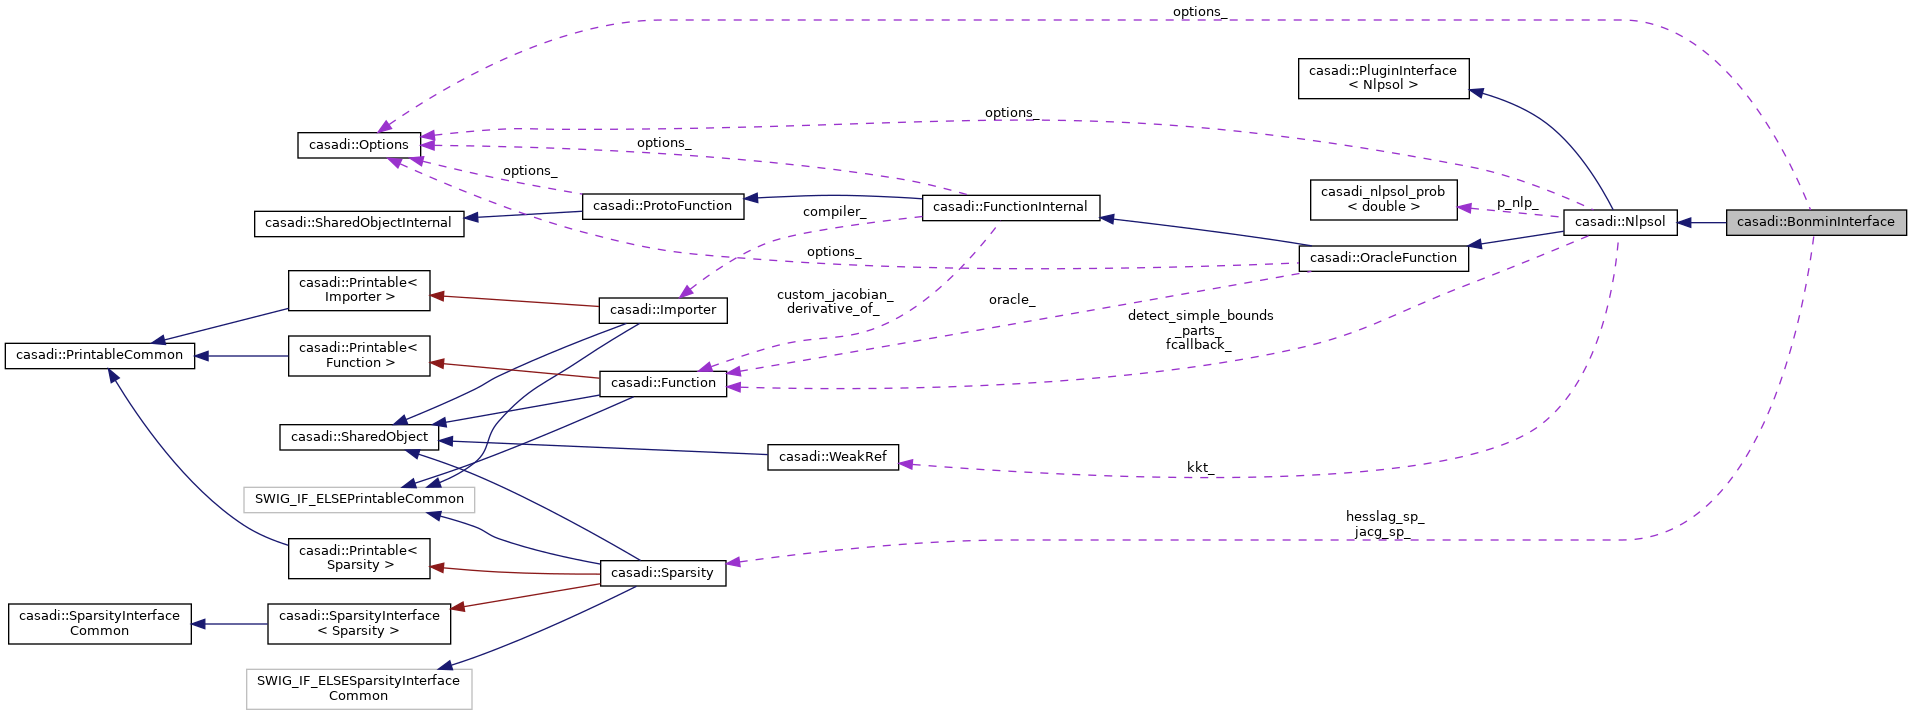 options_
casadi::PluginInterface
< Nlpsol >
options_
casadi::Options
options_
options_
casadi_nlpsol_prob
< double >
p_nlp_
casadi::ProtoFunction
casadi::FunctionInternal
compiler_
casadi::SharedObjectInternal
casadi::Nlpsol
casadi::BonminInterface
options_
casadi::OracleFunction
casadi::Printable<
Importer >
casadi::Importer
custom_jacobian_
derivative_of_
oracle_
detect_simple_bounds
_parts_
fcallback_
casadi::PrintableCommon
casadi::Printable<
Function >
casadi::Function
casadi::SharedObject
casadi::WeakRef
kkt_
SWIG_IF_ELSEPrintableCommon
hesslag_sp_
jacg_sp_
casadi::Printable<
Sparsity >
casadi::Sparsity
casadi::SparsityInterface
Common
casadi::SparsityInterface
< Sparsity >
SWIG_IF_ELSESparsityInterface
Common